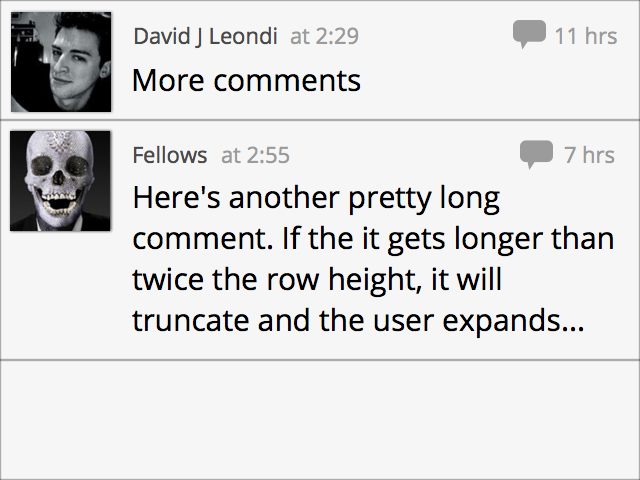 David J Leondi at 2:29 11 hrs
More comments
Fellows at 2:55 7 hrs
Here's another pretty long
comment. If the it gets longer than
twice the row height, it will
truncate and the user expands...